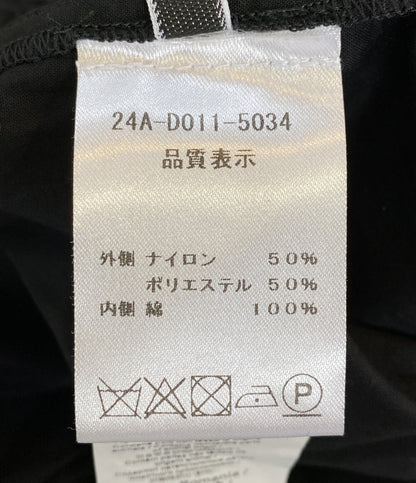 24A-D011-5034
品質表示
外側 ナイロン 50%
ポリエステル 50%
内側 綿 100%
P